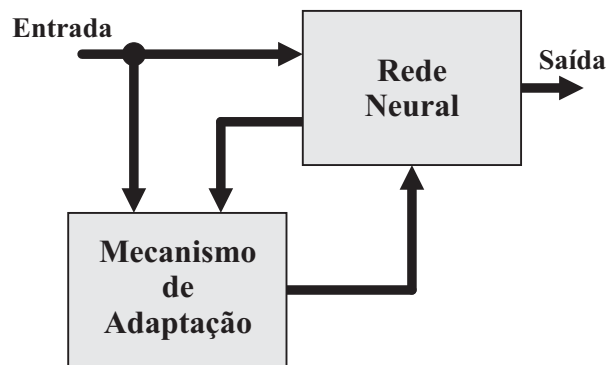 Entrada
Rede
Neural
Saída
Mecanismo
de
Adaptação